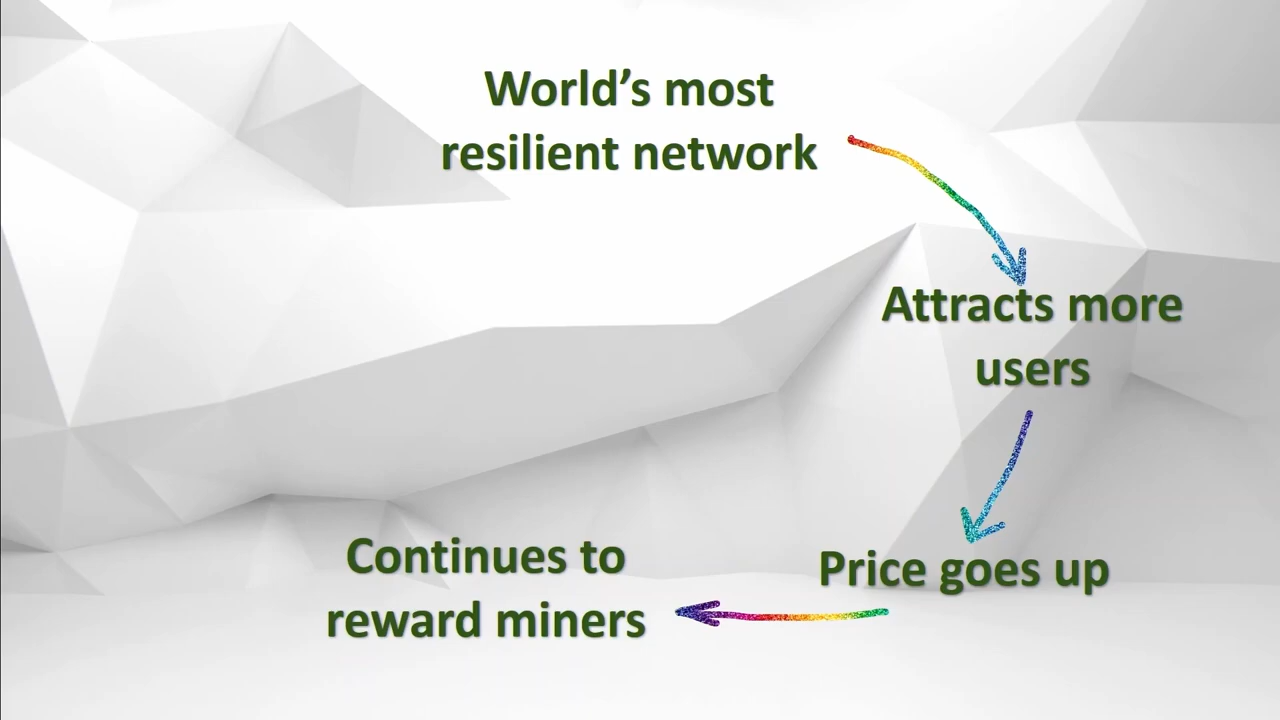 World’s most
resilient network
Attracts more
users
Price goes up
Continues to
reward miners